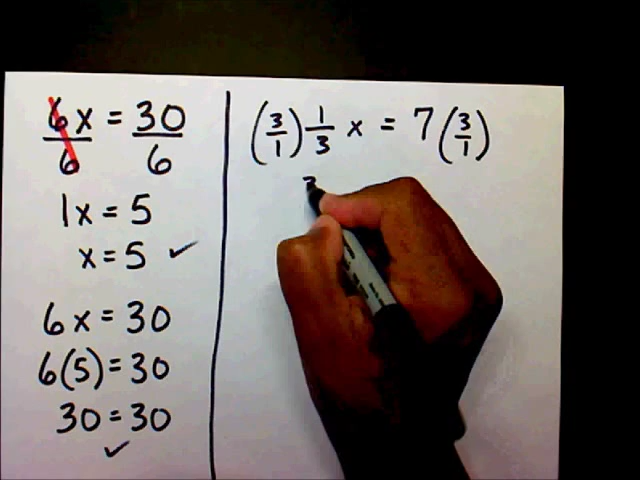 6x = 30
6 6
1x = 5
x = 5 ✓
6x = 30
6(5) = 30
30 = 30
✓
(3/1) 1/3 x = 7 (3/1)